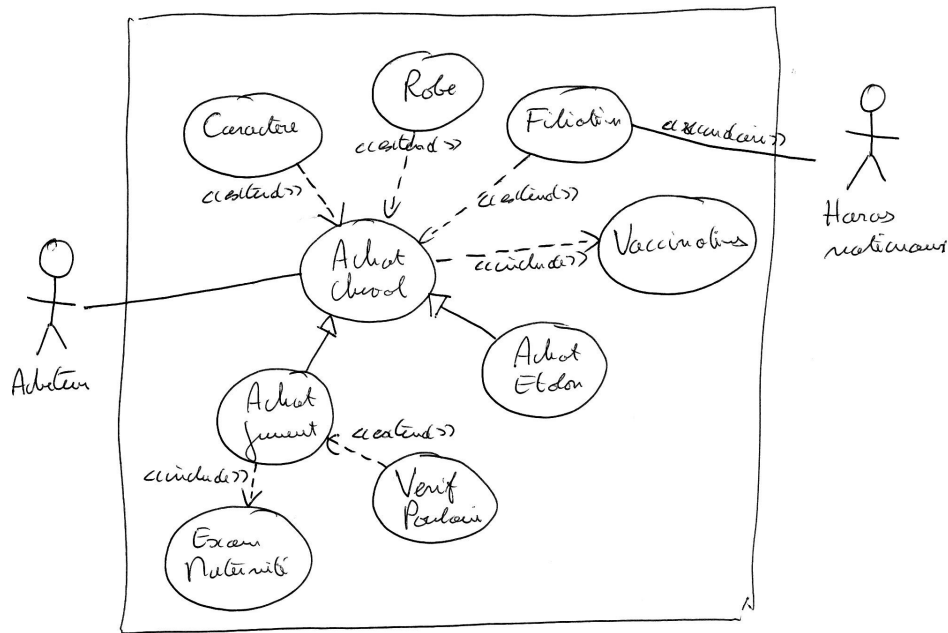 Robe
Caractere
Filiation
<<extend>>
<<extend>>
<<secondaire>>
<<extend>>
Haras
nationaux
Vaccinations
Achat
cheval
<<include>>
Acheteur
Achat
Etalon
Achat
jument
<<extend>>
<<include>>
Verif
Poulain
Exam
Maternité